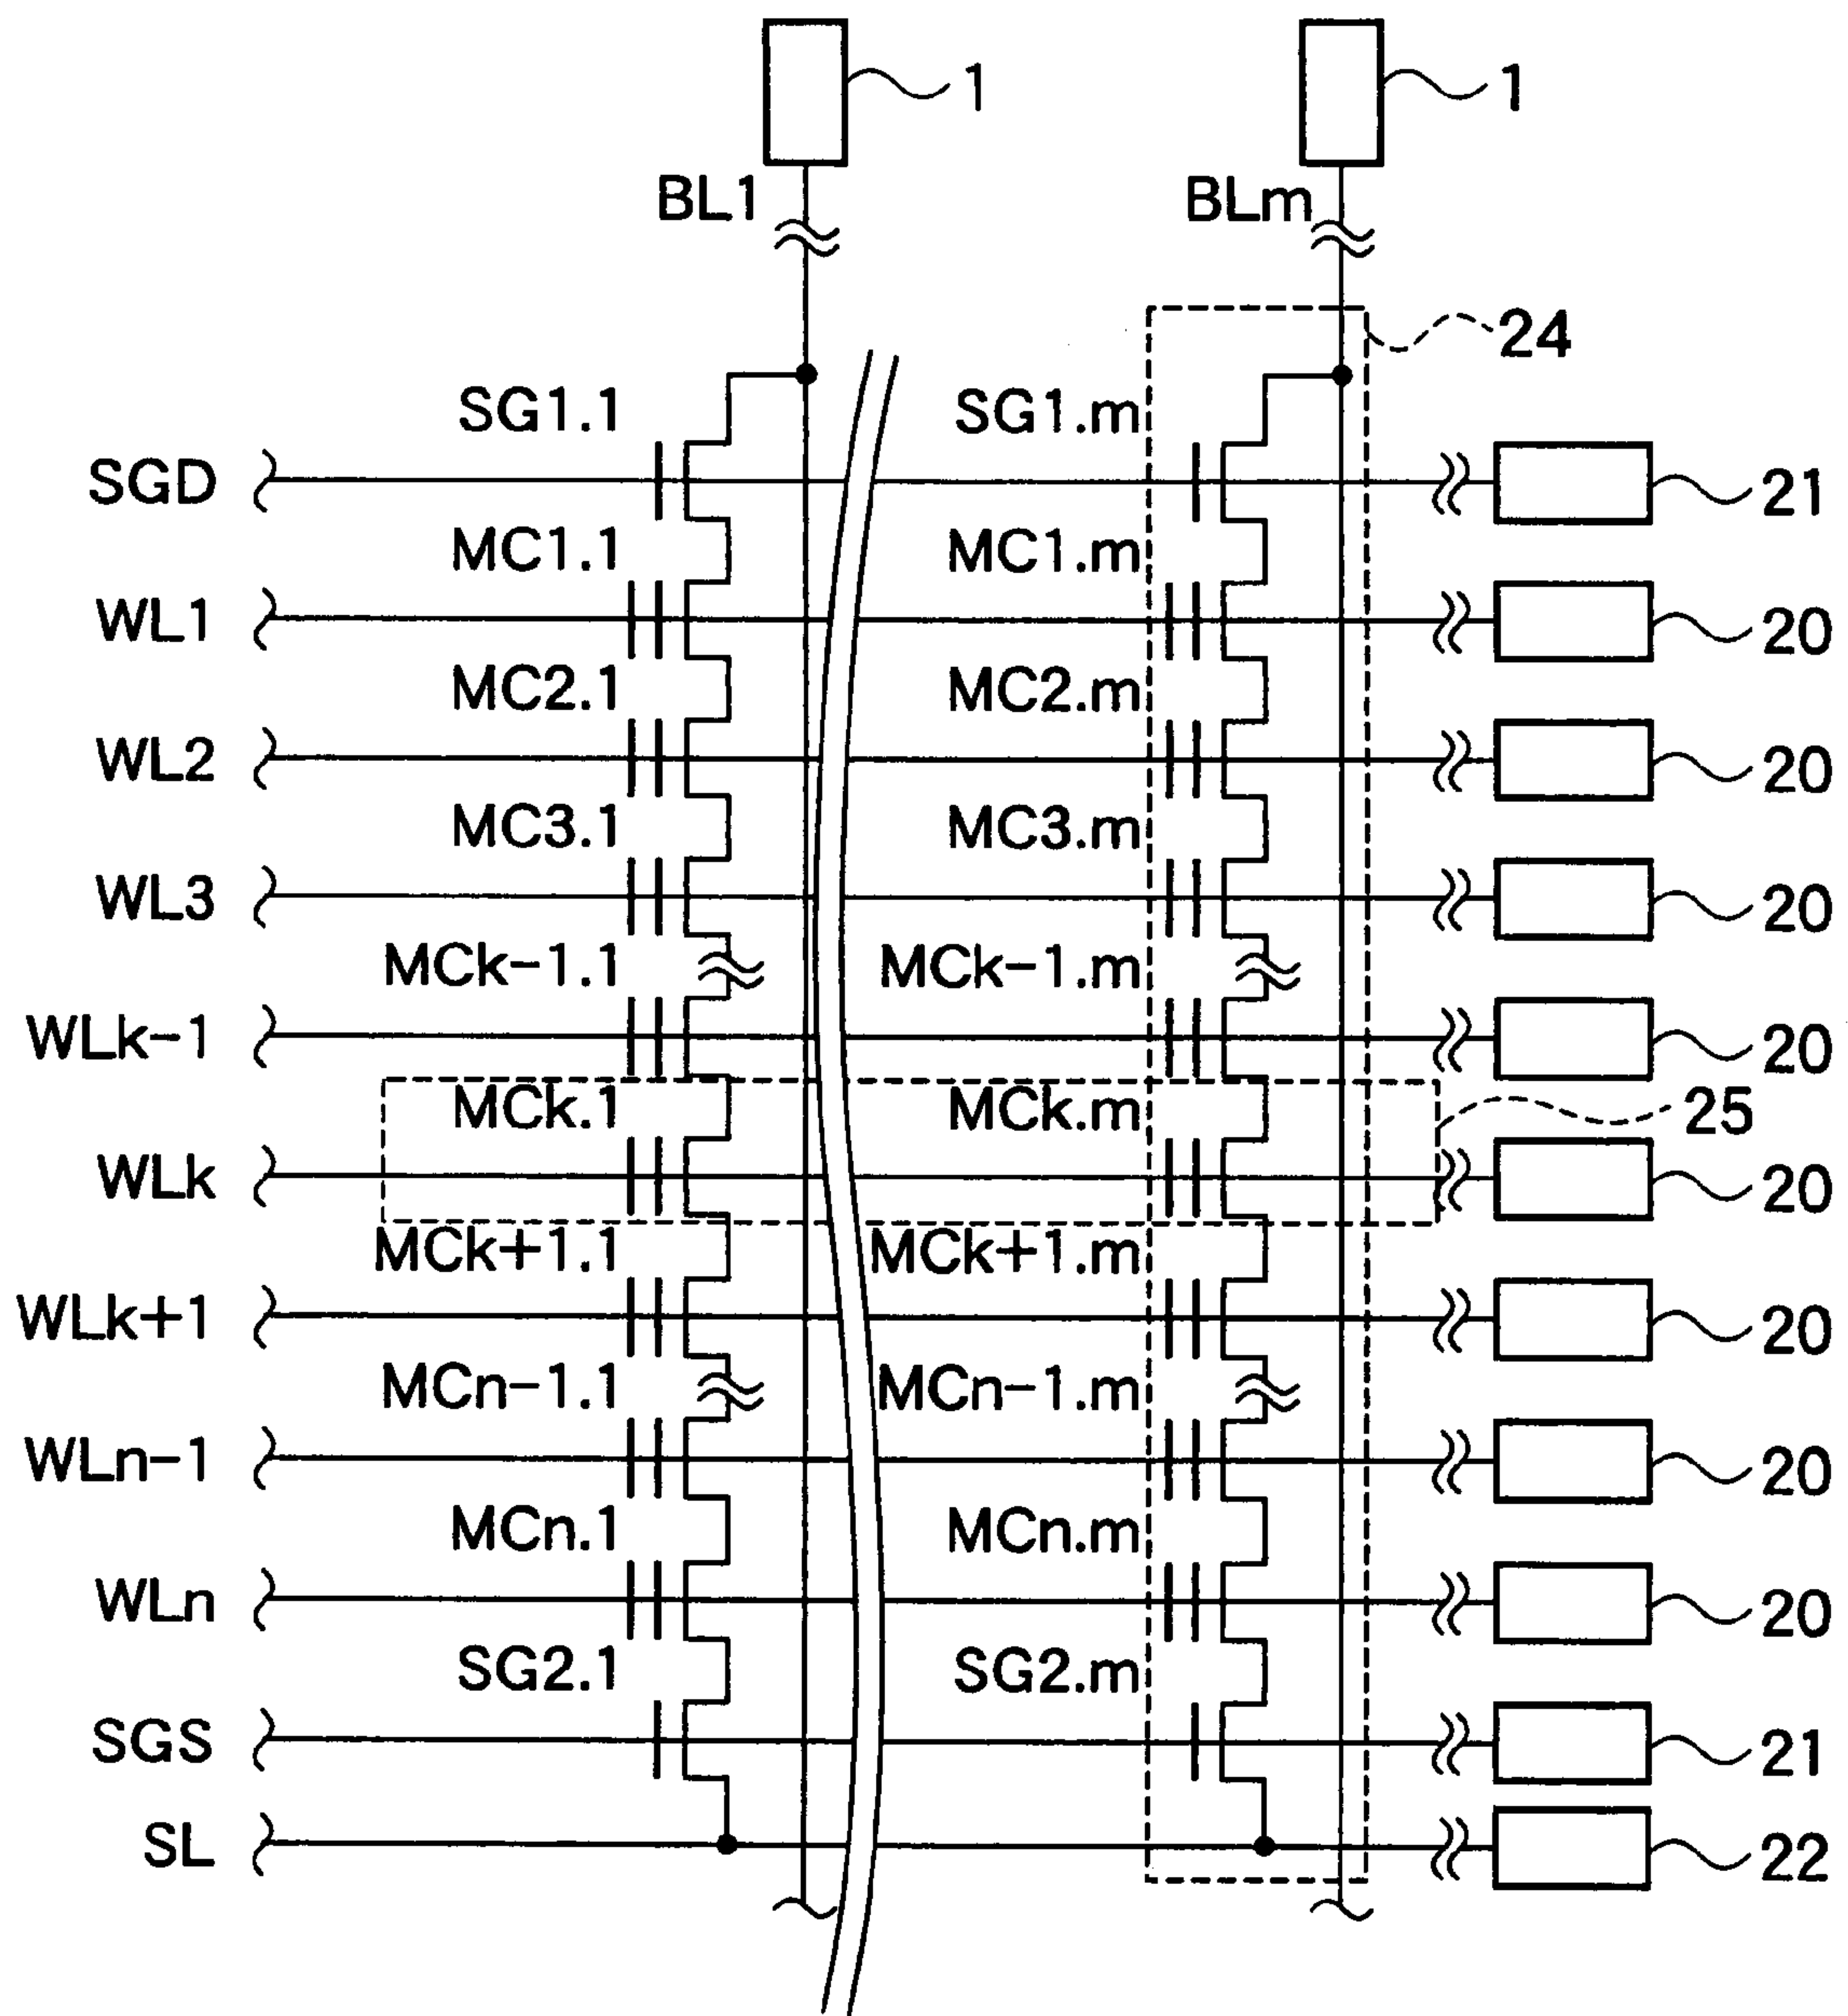 1 1
BL1 BLm
24
SG1.1 SG1.m
SGD 21
MC1.1 MC1.m
WL1 20
MC2.1 MC2.m
WL2 20
MC3.1 MC3.m
WL3 20
MCk-1.1 MCk-1.m
WLk-1 20
MCk.1 MCk.m 25
WLk 20
MCk+1.1 MCk+1.m
WLk+1 20
MCn-1.1 MCn-1.m
WLn-1 20
MCn.1 MCn.m
WLn 20
SG2.1 SG2.m
SGS 21
SL 22